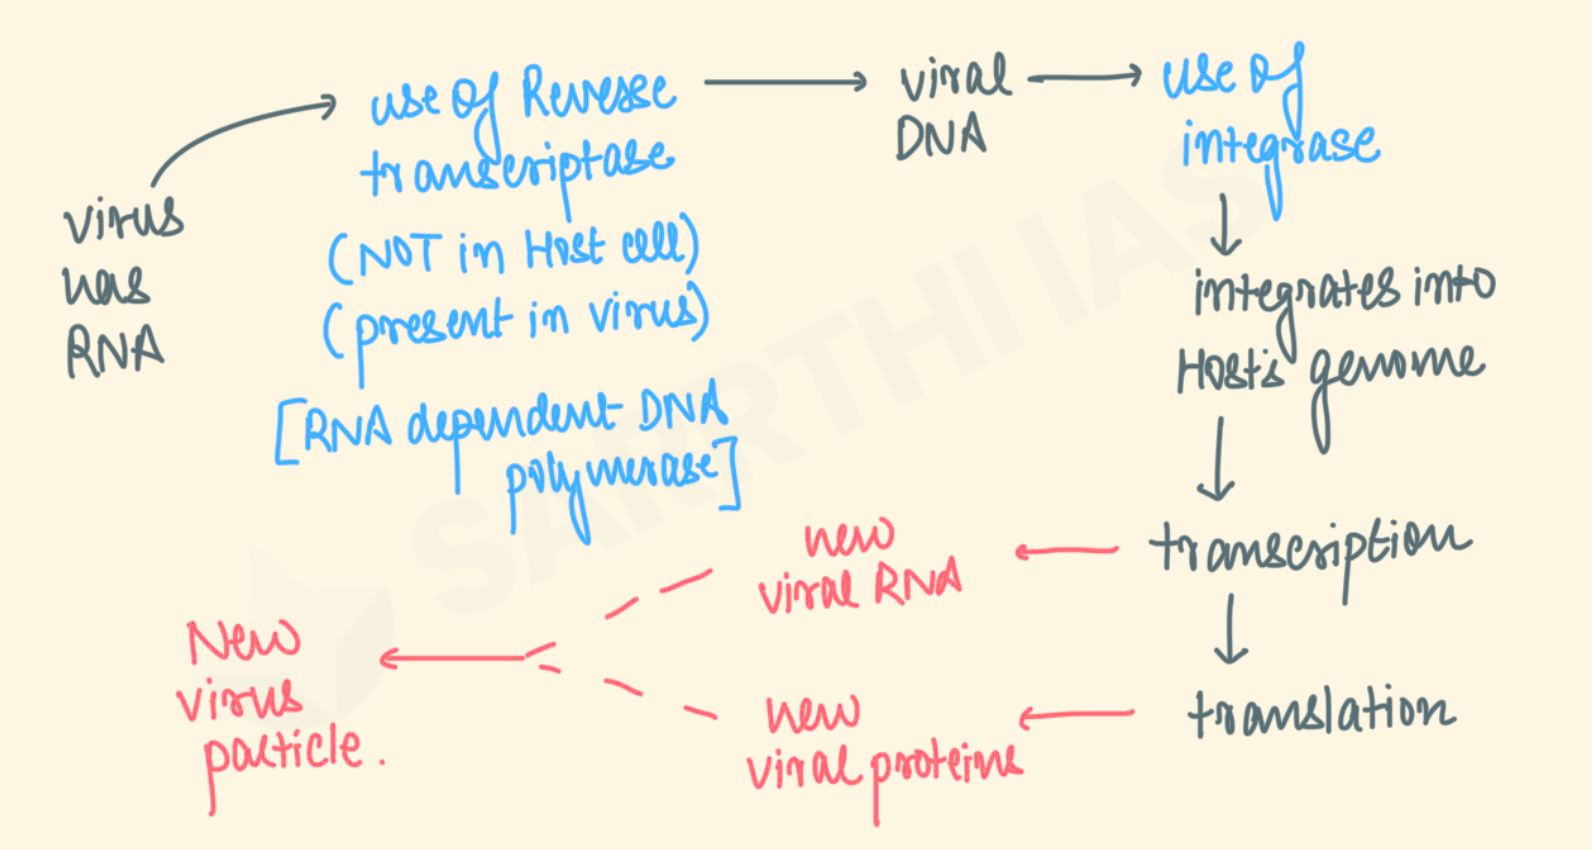 virus
has
RNA
use of Reverse
transcriptase
(NOT in Host cell)
(present in virus)
[RNA dependent DNA
polymerase]
viral
DNA
use of
integrase
integrates into
Host's genome
transcription
translation
new
viral RNA
new
viral proteins
New
virus
particle.
SARRTHI IAS